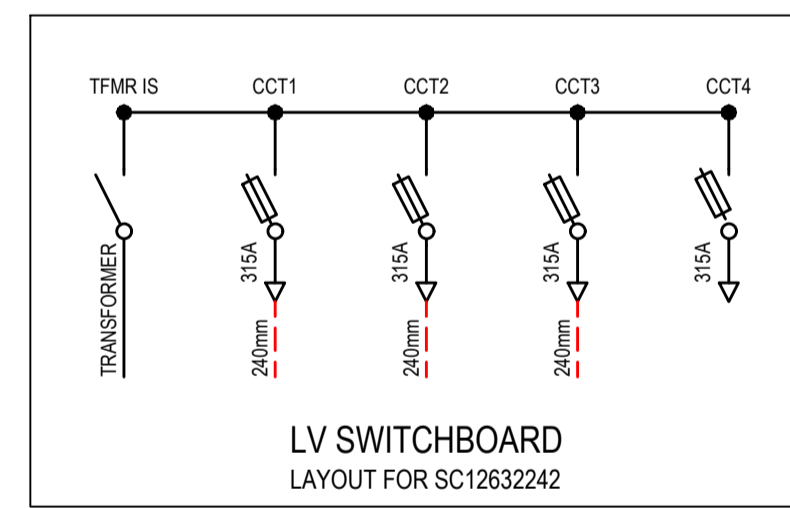 TFMR IS
CCT1
CCT2
CCT3
CCT4
TRANSFORMER
315A
240mm
315A
240mm
315A
240mm
315A
LV SWITCHBOARD
LAYOUT FOR SC12632242